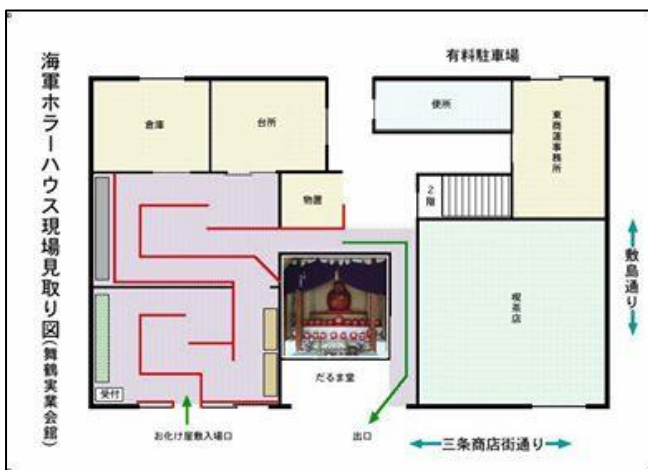 海軍ホラーハウス現場見取り図(舞鶴実業会館)
有料駐車場
倉庫
台所
便所
東商連事務所
物置
2階
敷島通り
喫茶店
だるま堂
受付
お化け屋敷入場口
出口
三条商店街通り